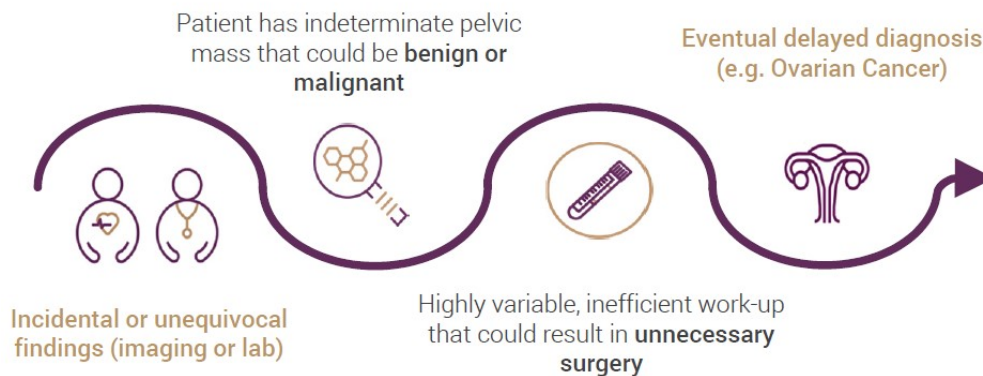 Incidental or unequivocal
findings (imaging or lab)
Patient has indeterminate pelvic
mass that could be benign or
malignant
Highly variable, inefficient work-up
that could result in unnecessary
surgery
Eventual delayed diagnosis
(e.g. Ovarian Cancer)